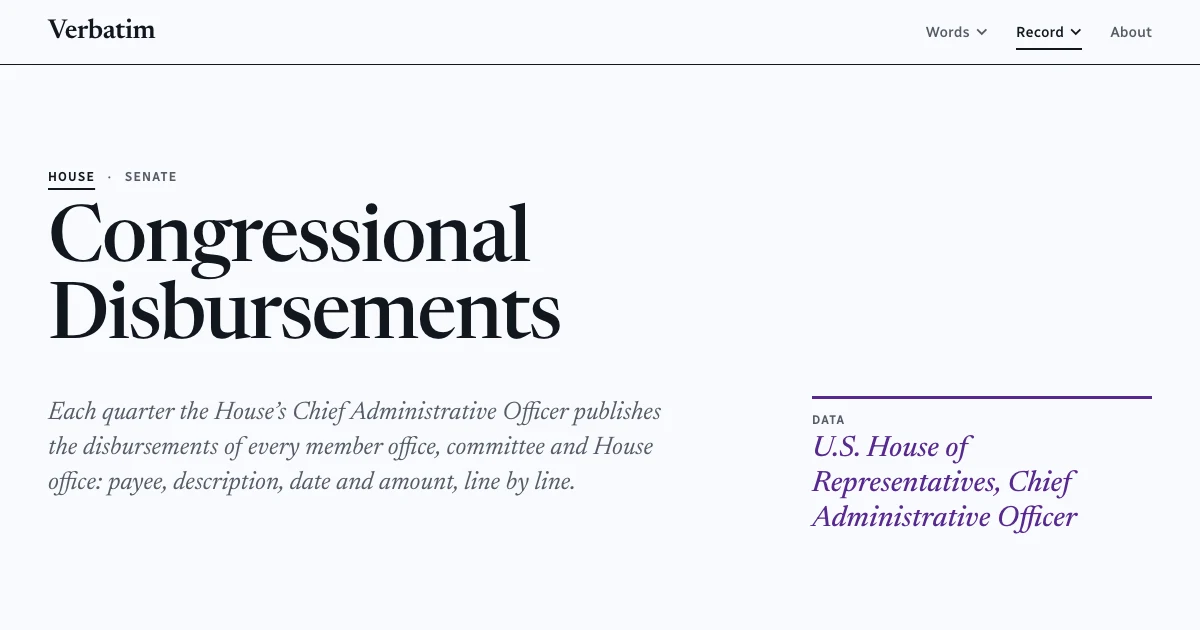 Verbatim
Words
Record
About
HOUSE · SENATE
Congressional
Disbursements
Each quarter the House’s Chief Administrative Officer publishes
the disbursements of every member office, committee and House
office: payee, description, date and amount, line by line.
DATA
U.S. House of
Representatives, Chief
Administrative Officer